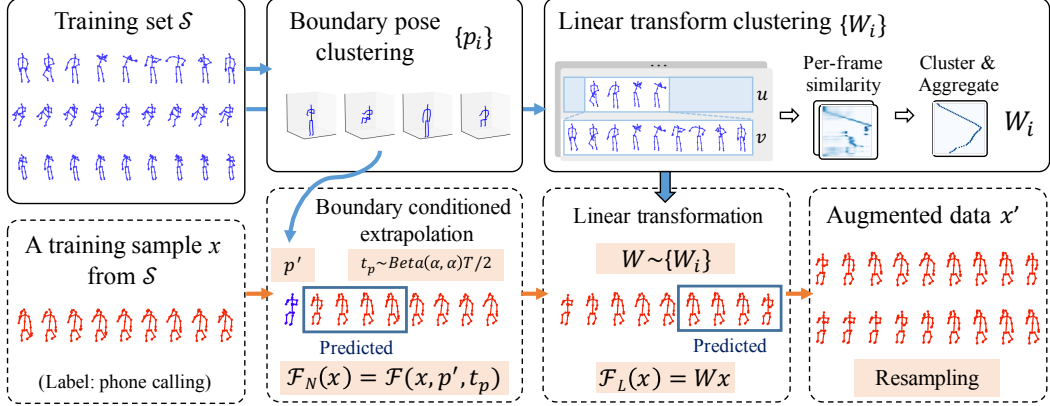 Training set 𝒮
Boundary pose
clustering {p_i}
Linear transform clustering {W_i}
...
u
v
Per-frame
similarity
Cluster &
Aggregate
W_i
A training sample x
from 𝒮
(Label: phone calling)
Boundary conditioned
extrapolation
p′
t_p~Beta(α, α)T/2
Predicted
ℱ_N(x) = ℱ(x, p′, t_p)
Linear transformation
W~{W_i}
Predicted
ℱ_L(x) = Wx
Augmented data x′
Resampling